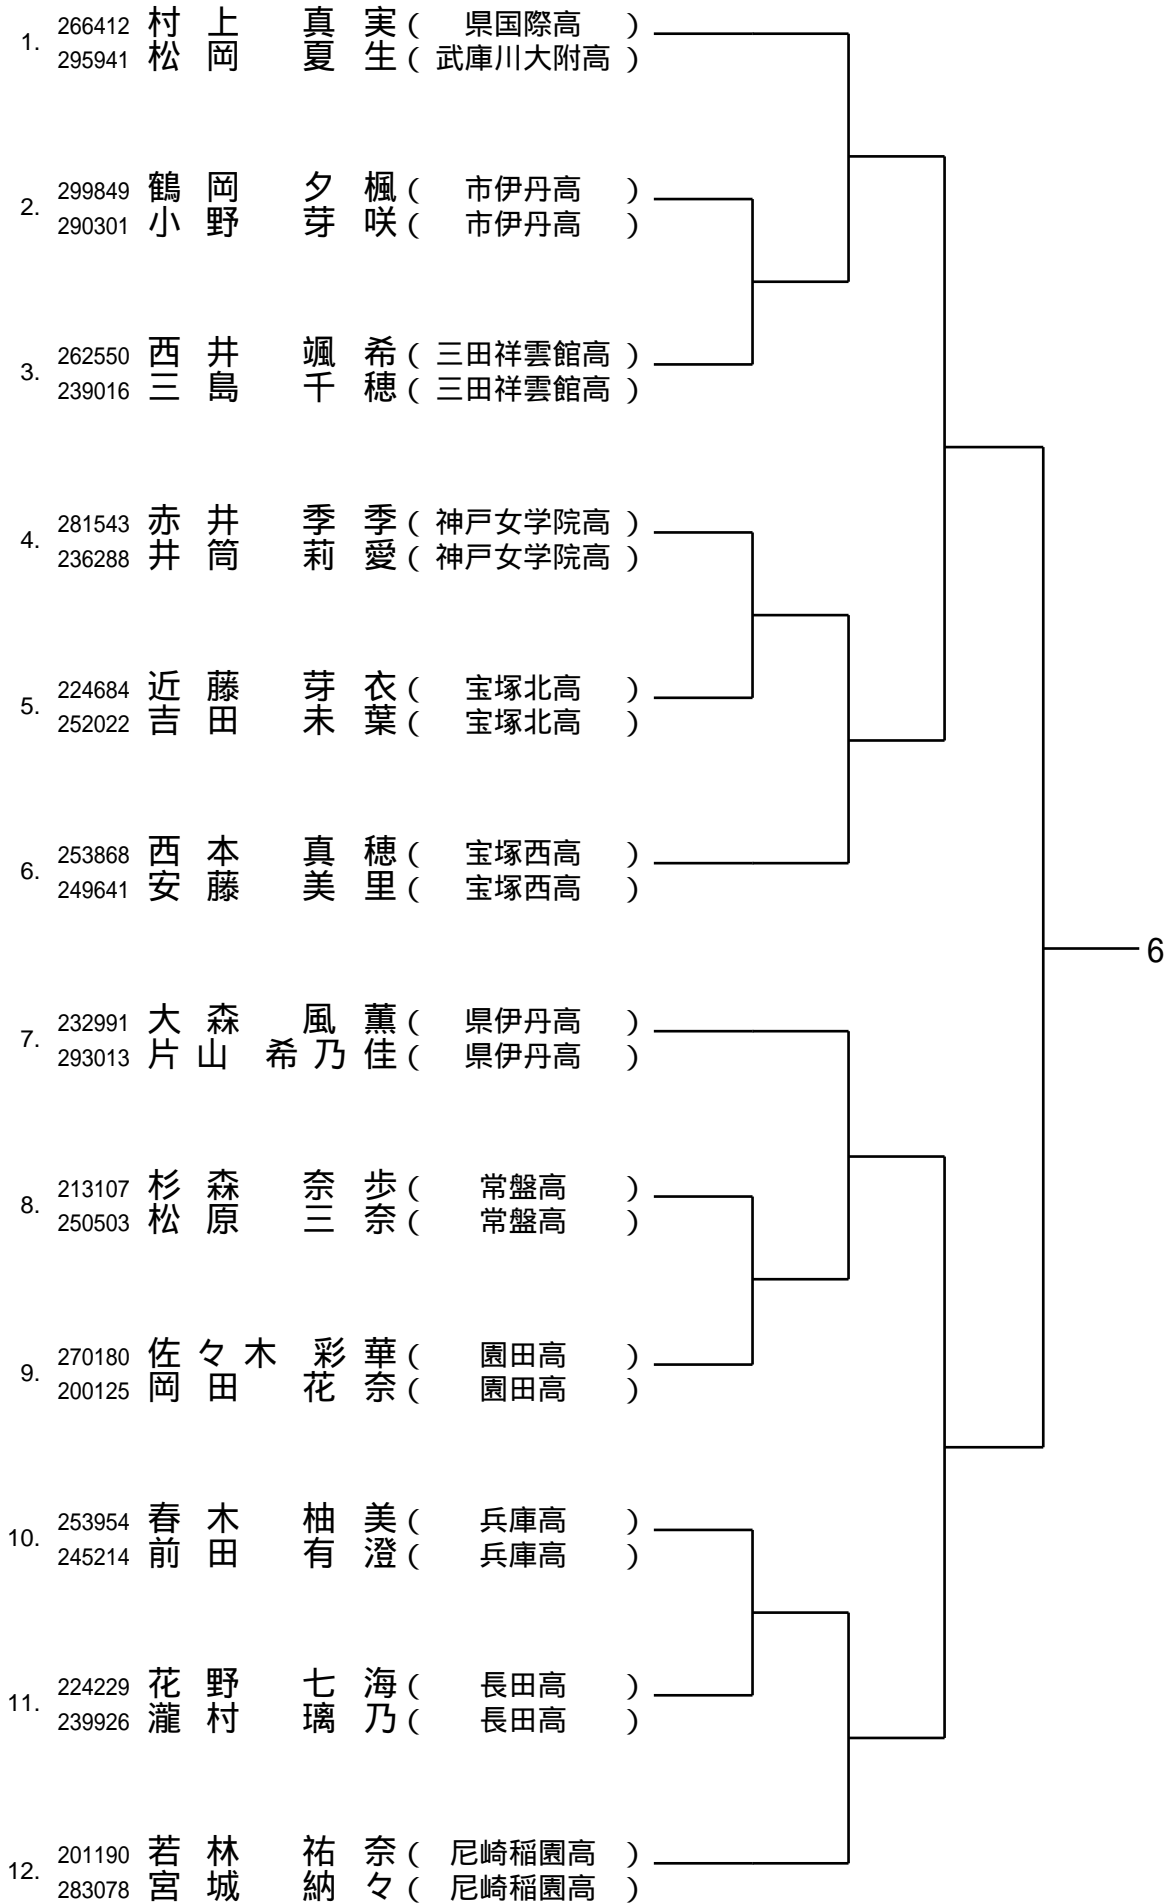 1. 266412 村上 真実 ( 県国際高 )
295941 松岡 夏生 ( 武庫川大附高 )
2. 299849 鶴岡 夕楓 ( 市伊丹高 )
290301 小野 芽咲 ( 市伊丹高 )
3. 262550 西井 颯希 ( 三田祥雲館高 )
239016 三島 千穂 ( 三田祥雲館高 )
4. 281543 赤井 季季 ( 神戸女学院高 )
236288 井筒 莉愛 ( 神戸女学院高 )
5. 224684 近藤 芽衣 ( 宝塚北高 )
252022 吉田 未葉 ( 宝塚北高 )
6. 253868 西本 真穂 ( 宝塚西高 )
249641 安藤 美里 ( 宝塚西高 )
6
7. 232991 大森 風薫 ( 県伊丹高 )
293013 片山 希乃佳 ( 県伊丹高 )
8. 213107 杉森 奈歩 ( 常盤高 )
250503 松原 三奈 ( 常盤高 )
9. 270180 佐々木 彩華 ( 園田高 )
200125 岡田 花奈 ( 園田高 )
10. 253954 春木 柚美 ( 兵庫高 )
245214 前田 有澄 ( 兵庫高 )
11. 224229 花野 七海 ( 長田高 )
239926 瀧村 璃乃 ( 長田高 )
12. 201190 若林 祐奈 ( 尼崎稲園高 )
283078 宮城 納々 ( 尼崎稲園高 )